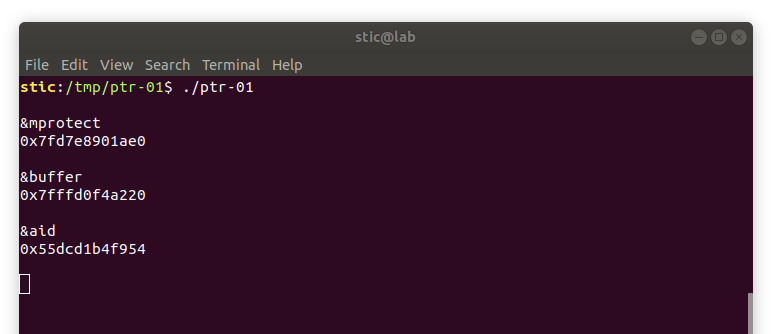 stic@lab
File Edit View Search Terminal Help
stic:/tmp/ptr-01$ ./ptr-01
&mprotect
0x7fd7e8901ae0
&buffer
0x7fffd0f4a220
&aid
0x55dcd1b4f954